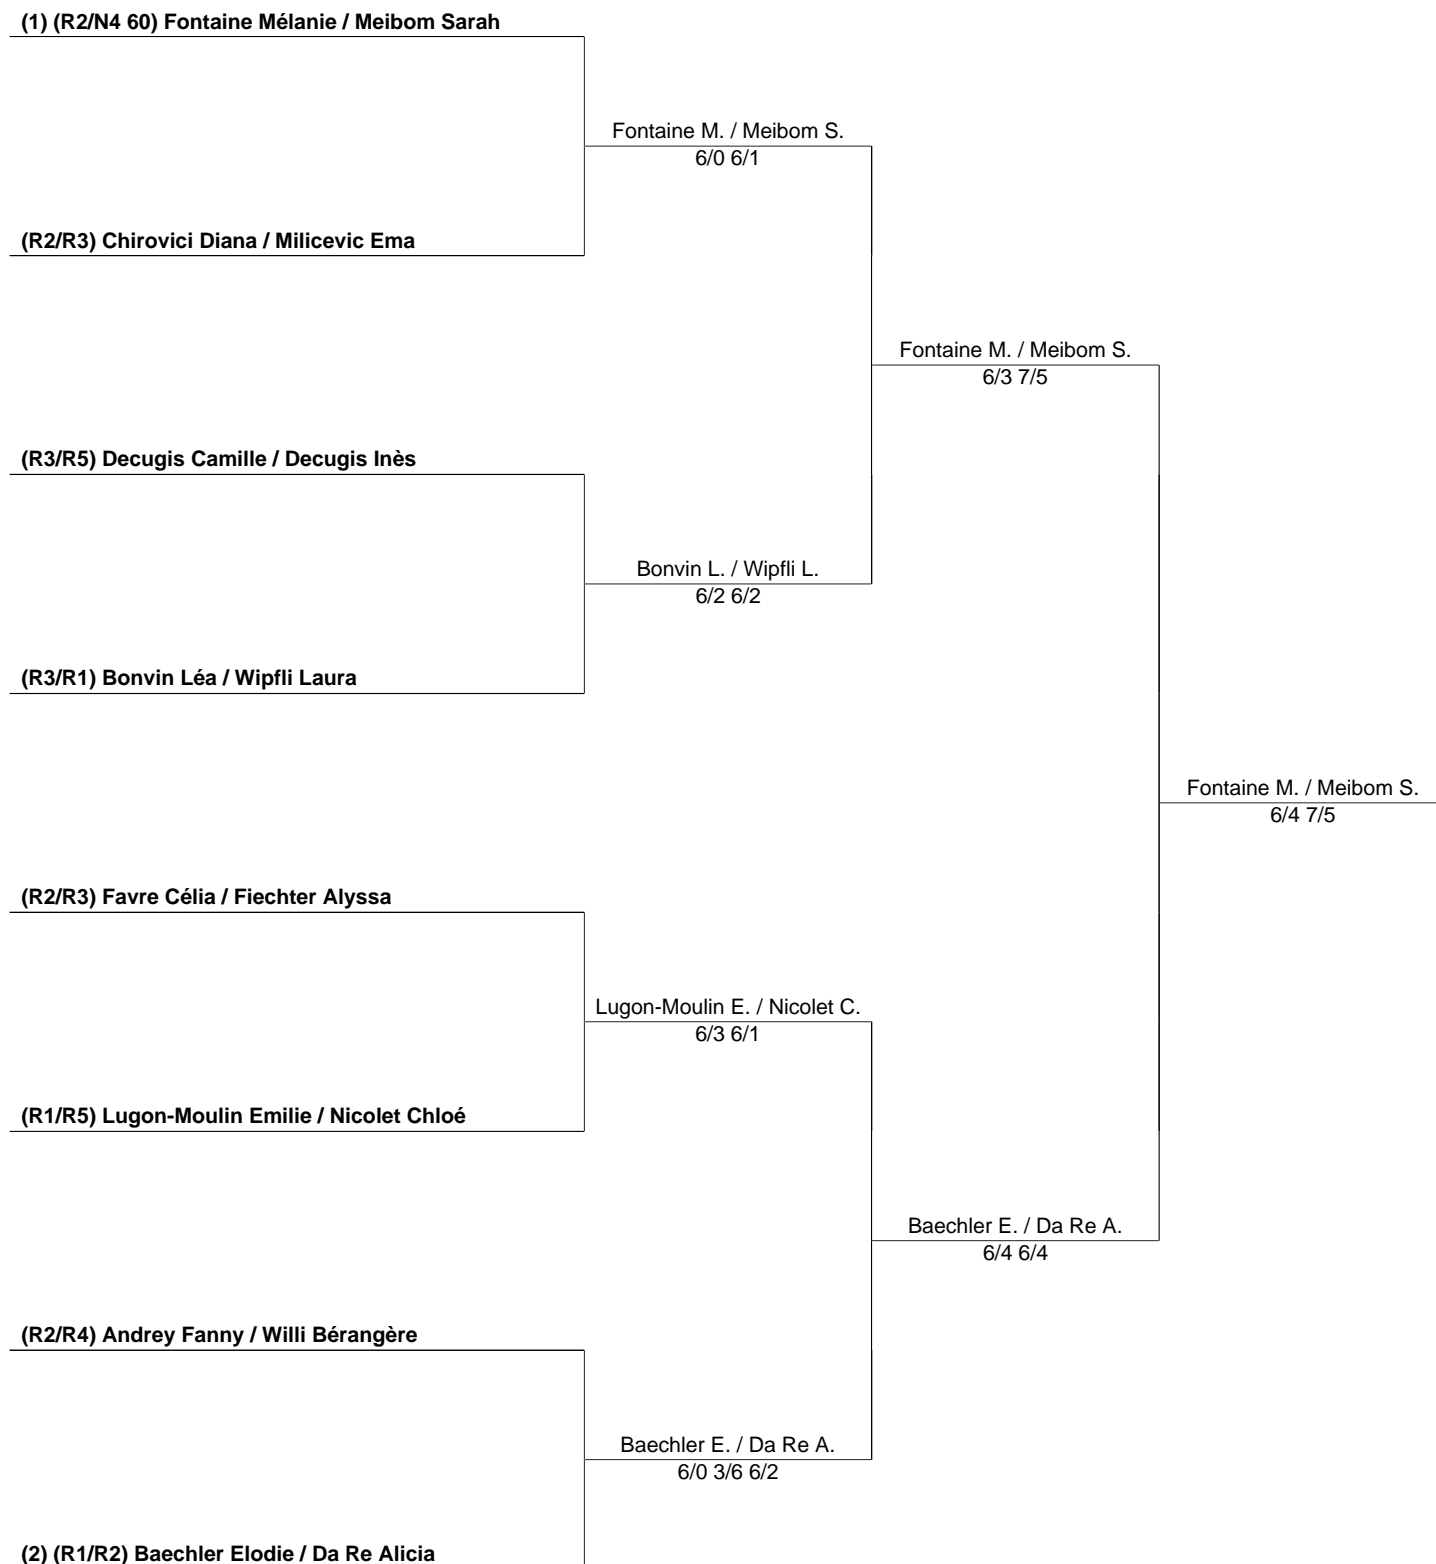 (1) (R2/N4 60) Fontaine Mélanie / Meibom Sarah
Fontaine M. / Meibom S.
6/0 6/1
(R2/R3) Chirovici Diana / Milicevic Ema
Fontaine M. / Meibom S.
6/3 7/5
(R3/R5) Decugis Camille / Decugis Inès
Bonvin L. / Wipfli L.
6/2 6/2
(R3/R1) Bonvin Léa / Wipfli Laura
Fontaine M. / Meibom S.
6/4 7/5
(R2/R3) Favre Célia / Fiechter Alyssa
Lugon-Moulin E. / Nicolet C.
6/3 6/1
(R1/R5) Lugon-Moulin Emilie / Nicolet Chloé
Baechler E. / Da Re A.
6/4 6/4
(R2/R4) Andrey Fanny / Willi Bérangère
Baechler E. / Da Re A.
6/0 3/6 6/2
(2) (R1/R2) Baechler Elodie / Da Re Alicia